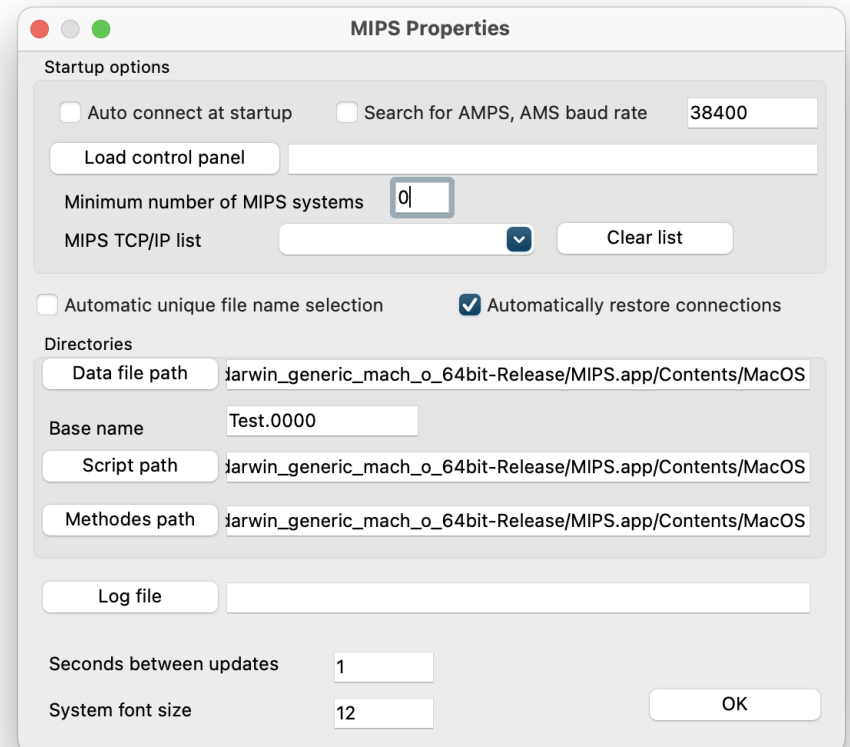 MIPS Properties
Startup options
Auto connect at startup Search for AMPS, AMS baud rate 38400
Load control panel
Minimum number of MIPS systems 0
MIPS TCP/IP list Clear list
Automatic unique file name selection Automatically restore connections
Directories
Data file path darwin_generic_mach_o_64bit-Release/MIPS.app/Contents/MacOS
Base name Test.0000
Script path darwin_generic_mach_o_64bit-Release/MIPS.app/Contents/MacOS
Methodes path darwin_generic_mach_o_64bit-Release/MIPS.app/Contents/MacOS
Log file
Seconds between updates 1
System font size 12 OK